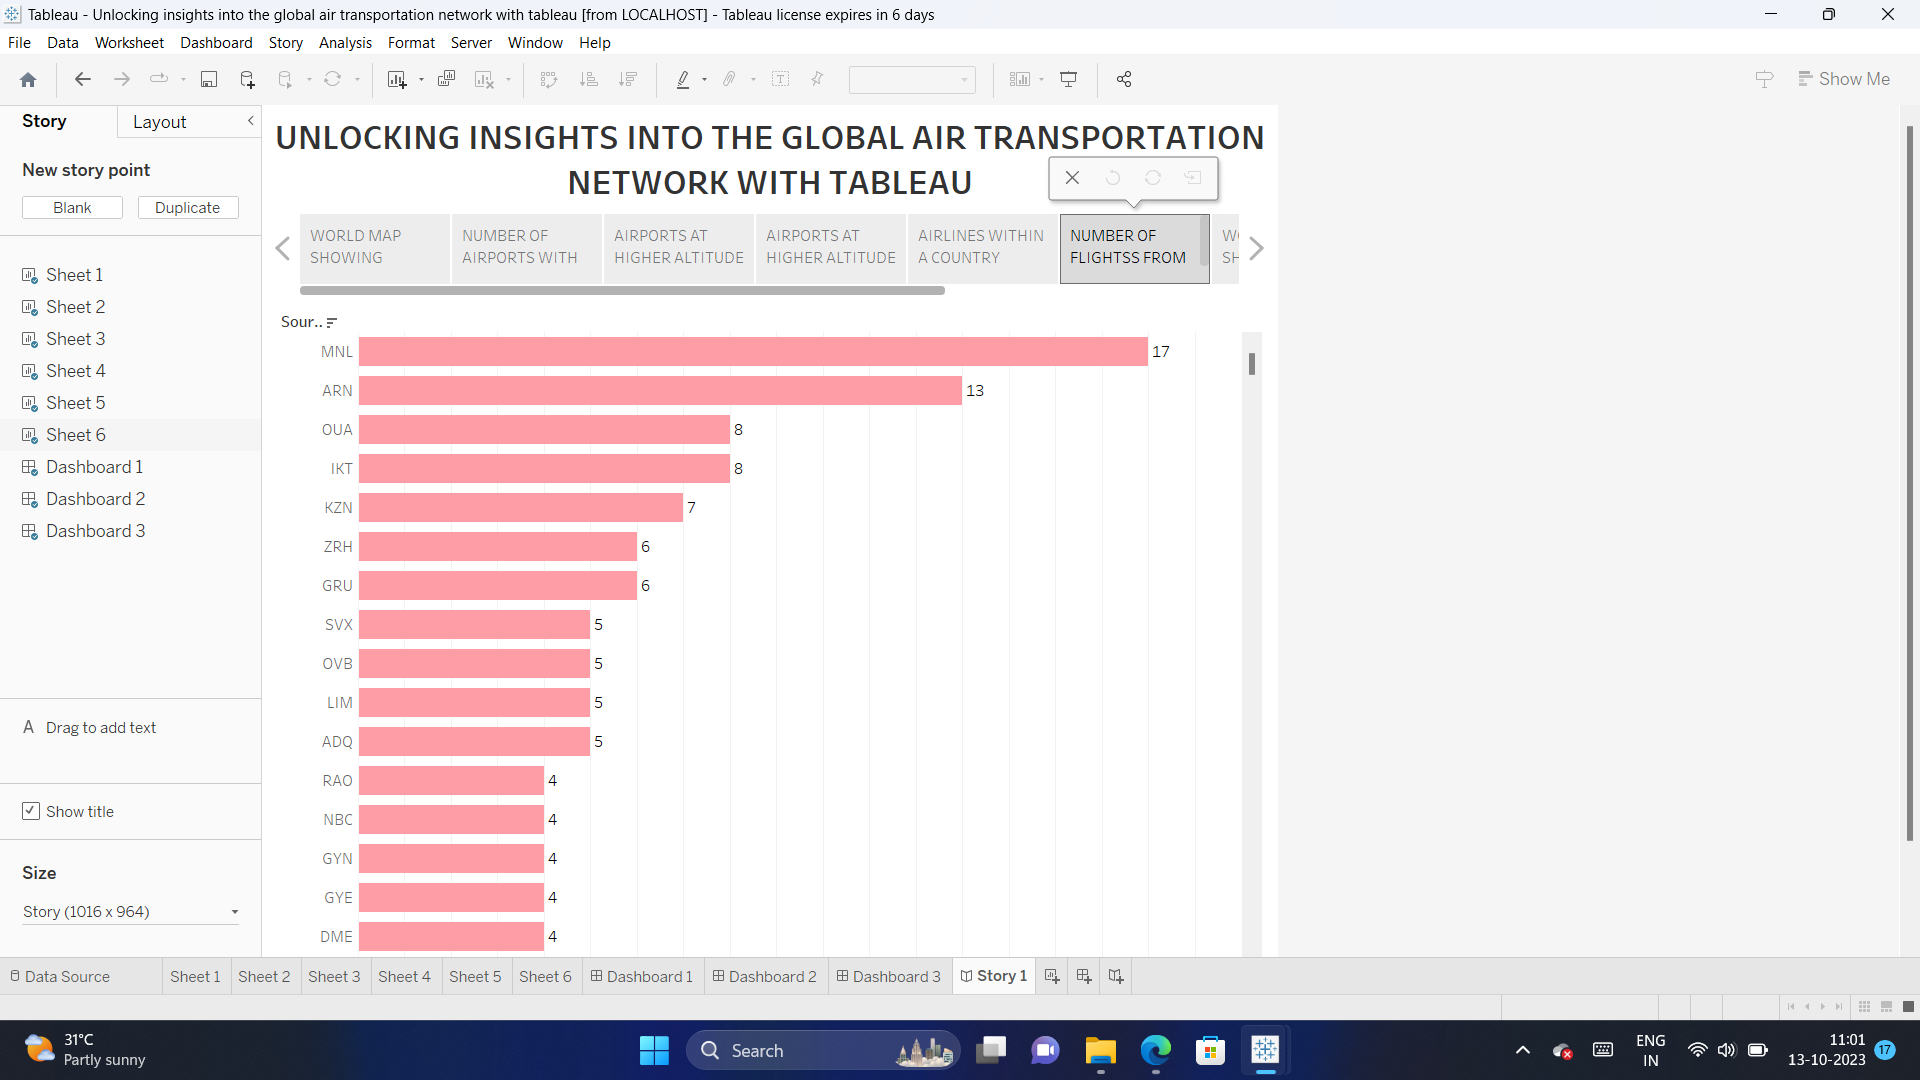 Tableau - Unlocking insights into the global air transportation network with tableau [from LOCALHOST] - Tableau license expires in 6 days
File Data Worksheet Dashboard Story Analysis Format Server Window Help
Show Me
Story Layout
New story point
Blank Duplicate
Sheet 1
Sheet 2
Sheet 3
Sheet 4
Sheet 5
Sheet 6
Dashboard 1
Dashboard 2
Dashboard 3
A Drag to add text
Show title
Size
Story (1016 x 964)
UNLOCKING INSIGHTS INTO THE GLOBAL AIR TRANSPORTATION
NETWORK WITH TABLEAU
WORLD MAP
SHOWING
NUMBER OF
AIRPORTS WITH
AIRPORTS AT
HIGHER ALTITUDE
AIRPORTS AT
HIGHER ALTITUDE
AIRLINES WITHIN
A COUNTRY
NUMBER OF
FLIGHTSS FROM
SH
Sour..
MNL 17
ARN 13
OUA 8
IKT 8
KZN 7
ZRH 6
GRU 6
SVX 5
OVB 5
LIM 5
ADQ 5
RAO 4
NBC 4
GYN 4
GYE 4
DME 4
Data Source Sheet 1 Sheet 2 Sheet 3 Sheet 4 Sheet 5 Sheet 6 Dashboard 1 Dashboard 2 Dashboard 3 Story 1
31°C
Partly sunny
Search
ENG
IN
11:01
13-10-2023
17